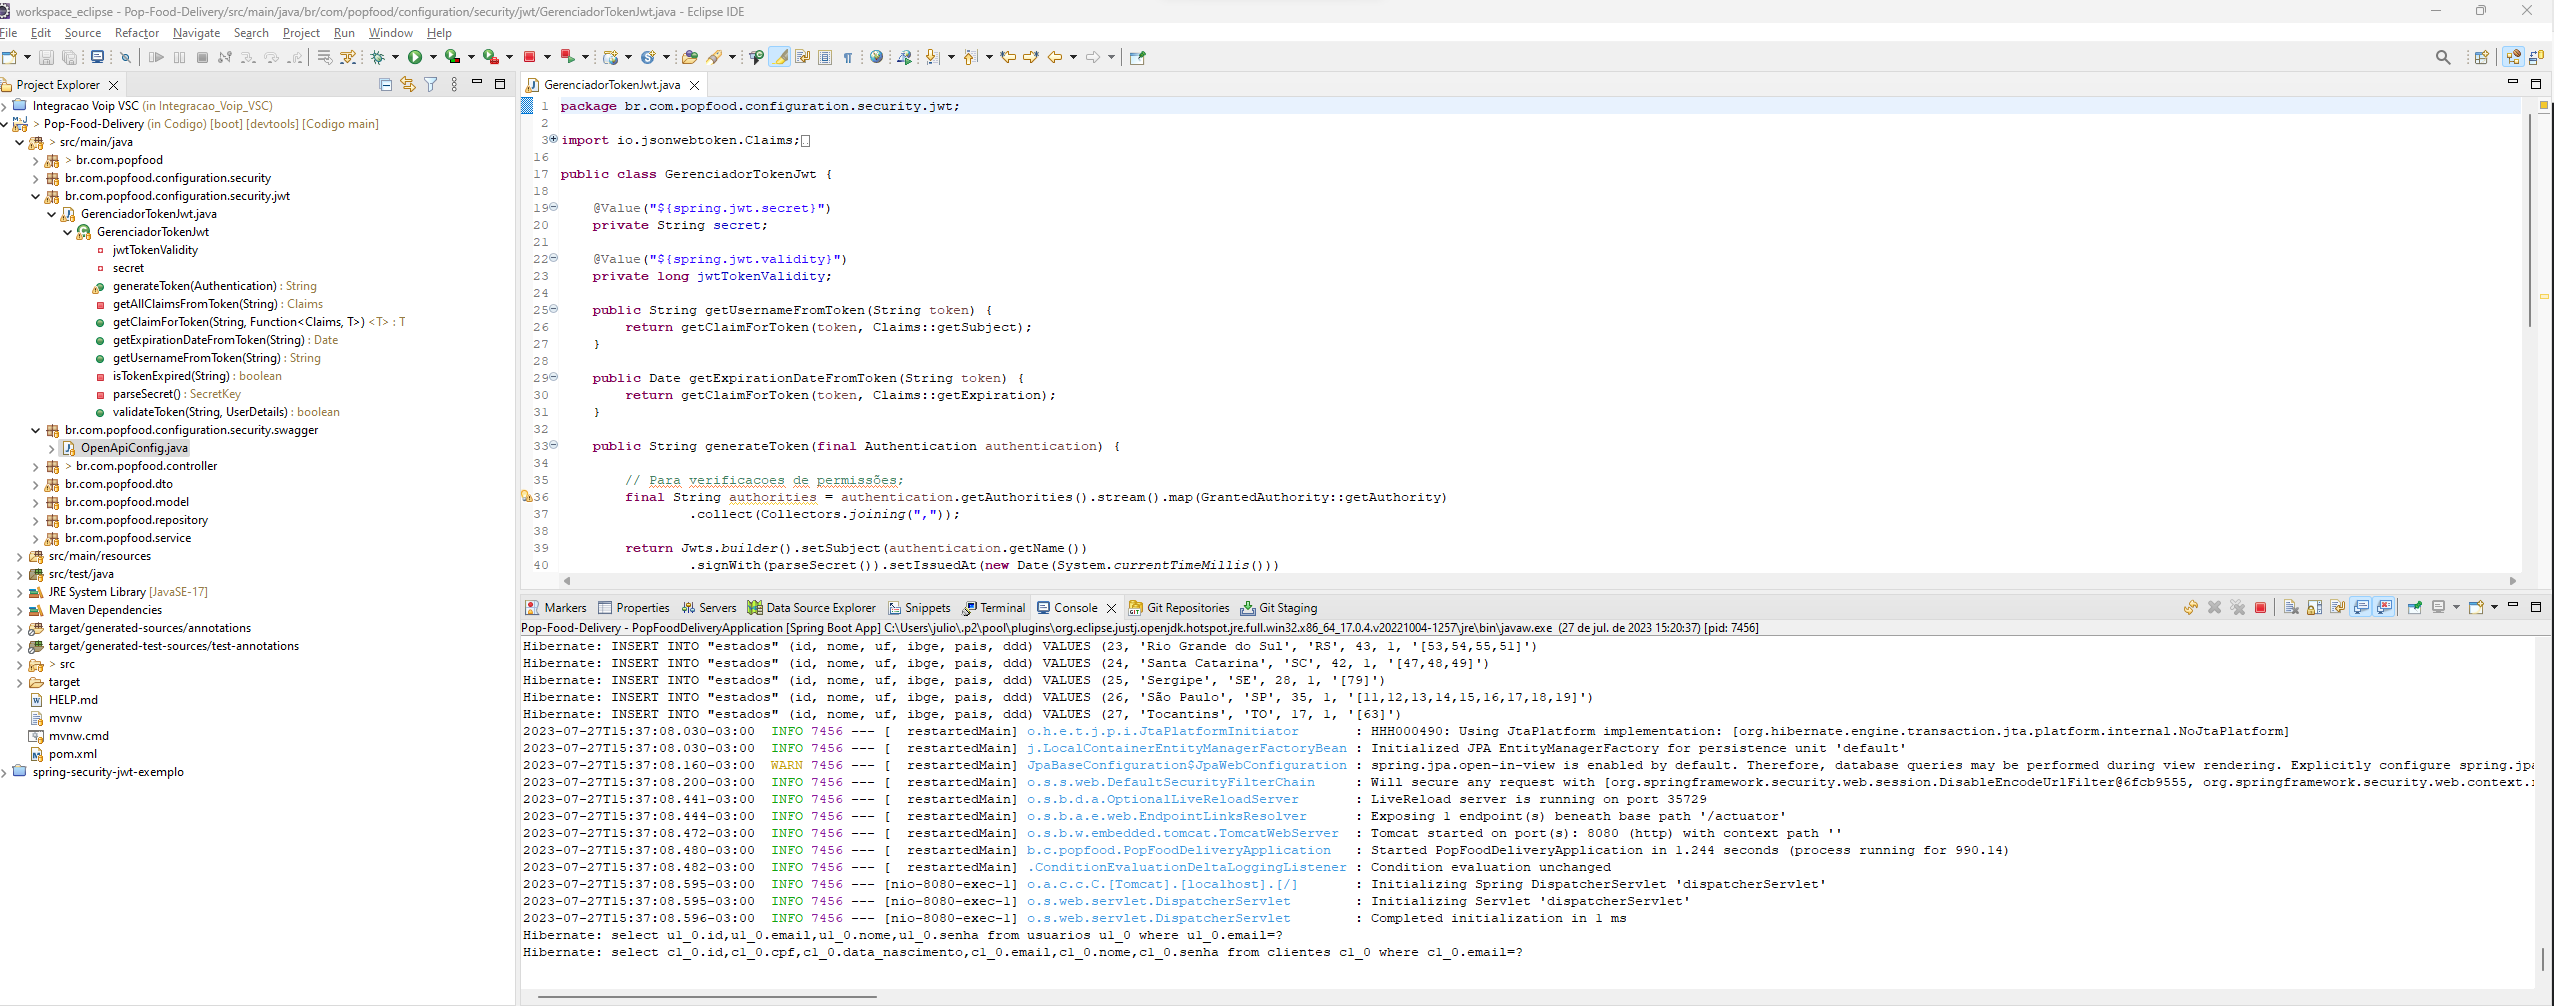 workspace_eclipse - Pop-Food-Delivery/src/main/java/br/com/popfood/configuration/security/jwt/GerenciadorTokenJwt.java - Eclipse IDE
File Edit Source Refactor Navigate Search Project Run Window Help
Project Explorer
Integracao Voip VSC (in Integracao_Voip_VSC)
> Pop-Food-Delivery (in Codigo) [boot] [devtools] [Codigo main]
> src/main/java
> br.com.popfood
br.com.popfood.configuration.security
br.com.popfood.configuration.security.jwt
GerenciadorTokenJwt.java
GerenciadorTokenJwt
jwtTokenValidity
secret
generateToken(Authentication) : String
getAllClaimsFromToken(String) : Claims
getClaimForToken(String, Function<Claims, T>) <T> : T
getExpirationDateFromToken(String) : Date
getUsernameFromToken(String) : String
isTokenExpired(String) : boolean
parseSecret() : SecretKey
validateToken(String, UserDetails) : boolean
br.com.popfood.configuration.security.swagger
OpenApiConfig.java
> br.com.popfood.controller
br.com.popfood.dto
br.com.popfood.model
br.com.popfood.repository
br.com.popfood.service
src/main/resources
src/test/java
JRE System Library [JavaSE-17]
Maven Dependencies
target/generated-sources/annotations
target/generated-test-sources/test-annotations
> src
target
HELP.md
mvnw
mvnw.cmd
pom.xml
spring-security-jwt-exemplo
GerenciadorTokenJwt.java
1 package br.com.popfood.configuration.security.jwt;
2
3 import io.jsonwebtoken.Claims;
16
17 public class GerenciadorTokenJwt {
18
19 @Value("${spring.jwt.secret}")
20 private String secret;
21
22 @Value("${spring.jwt.validity}")
23 private long jwtTokenValidity;
24
25 public String getUsernameFromToken(String token) {
26 return getClaimForToken(token, Claims::getSubject);
27 }
28
29 public Date getExpirationDateFromToken(String token) {
30 return getClaimForToken(token, Claims::getExpiration);
31 }
32
33 public String generateToken(final Authentication authentication) {
34
35 // Para verificacoes de permissões;
36 final String authorities = authentication.getAuthorities().stream().map(GrantedAuthority::getAuthority)
37 .collect(Collectors.joining(","));
38
39 return Jwts.builder().setSubject(authentication.getName())
40 .signWith(parseSecret()).setIssuedAt(new Date(System.currentTimeMillis()))
Markers Properties Servers Data Source Explorer Snippets Terminal Console Git Repositories Git Staging
Pop-Food-Delivery - PopFoodDeliveryApplication [Spring Boot App] C:\Users\julio\.p2\pool\plugins\org.eclipse.justj.openjdk.hotspot.jre.full.win32.x86_64_17.0.4.v20221004-1257\jre\bin\javaw.exe (27 de jul. de 2023 15:20:37) [pid: 7456]
Hibernate: INSERT INTO "estados" (id, nome, uf, ibge, pais, ddd) VALUES (23, 'Rio Grande do Sul', 'RS', 43, 1, '[53,54,55,51]')
Hibernate: INSERT INTO "estados" (id, nome, uf, ibge, pais, ddd) VALUES (24, 'Santa Catarina', 'SC', 42, 1, '[47,48,49]')
Hibernate: INSERT INTO "estados" (id, nome, uf, ibge, pais, ddd) VALUES (25, 'Sergipe', 'SE', 28, 1, '[79]')
Hibernate: INSERT INTO "estados" (id, nome, uf, ibge, pais, ddd) VALUES (26, 'São Paulo', 'SP', 35, 1, '[11,12,13,14,15,16,17,18,19]')
Hibernate: INSERT INTO "estados" (id, nome, uf, ibge, pais, ddd) VALUES (27, 'Tocantins', 'TO', 17, 1, '[63]')
2023-07-27T15:37:08.030-03:00 INFO 7456 --- [ restartedMain] o.h.e.t.j.p.i.JtaPlatformInitiator : HHH000490: Using JtaPlatform implementation: [org.hibernate.engine.transaction.jta.platform.internal.NoJtaPlatform]
2023-07-27T15:37:08.030-03:00 INFO 7456 --- [ restartedMain] j.LocalContainerEntityManagerFactoryBean : Initialized JPA EntityManagerFactory for persistence unit 'default'
2023-07-27T15:37:08.160-03:00 WARN 7456 --- [ restartedMain] JpaBaseConfiguration$JpaWebConfiguration : spring.jpa.open-in-view is enabled by default. Therefore, database queries may be performed during view rendering. Explicitly configure spring.jpa
2023-07-27T15:37:08.200-03:00 INFO 7456 --- [ restartedMain] o.s.s.web.DefaultSecurityFilterChain : Will secure any request with [org.springframework.security.web.session.DisableEncodeUrlFilter@6fcb9555, org.springframework.security.web.context.
2023-07-27T15:37:08.441-03:00 INFO 7456 --- [ restartedMain] o.s.b.d.a.OptionalLiveReloadServer : LiveReload server is running on port 35729
2023-07-27T15:37:08.444-03:00 INFO 7456 --- [ restartedMain] o.s.b.a.e.web.EndpointLinksResolver : Exposing 1 endpoint(s) beneath base path '/actuator'
2023-07-27T15:37:08.472-03:00 INFO 7456 --- [ restartedMain] o.s.b.w.embedded.tomcat.TomcatWebServer : Tomcat started on port(s): 8080 (http) with context path ''
2023-07-27T15:37:08.480-03:00 INFO 7456 --- [ restartedMain] b.c.popfood.PopFoodDeliveryApplication : Started PopFoodDeliveryApplication in 1.244 seconds (process running for 990.14)
2023-07-27T15:37:08.482-03:00 INFO 7456 --- [ restartedMain] .ConditionEvaluationDeltaLoggingListener : Condition evaluation unchanged
2023-07-27T15:37:08.595-03:00 INFO 7456 --- [nio-8080-exec-1] o.a.c.c.C.[Tomcat].[localhost].[/] : Initializing Spring DispatcherServlet 'dispatcherServlet'
2023-07-27T15:37:08.595-03:00 INFO 7456 --- [nio-8080-exec-1] o.s.web.servlet.DispatcherServlet : Initializing Servlet 'dispatcherServlet'
2023-07-27T15:37:08.596-03:00 INFO 7456 --- [nio-8080-exec-1] o.s.web.servlet.DispatcherServlet : Completed initialization in 1 ms
Hibernate: select u1_0.id,u1_0.email,u1_0.nome,u1_0.senha from usuarios u1_0 where u1_0.email=?
Hibernate: select c1_0.id,c1_0.cpf,c1_0.data_nascimento,c1_0.email,c1_0.nome,c1_0.senha from clientes c1_0 where c1_0.email=?